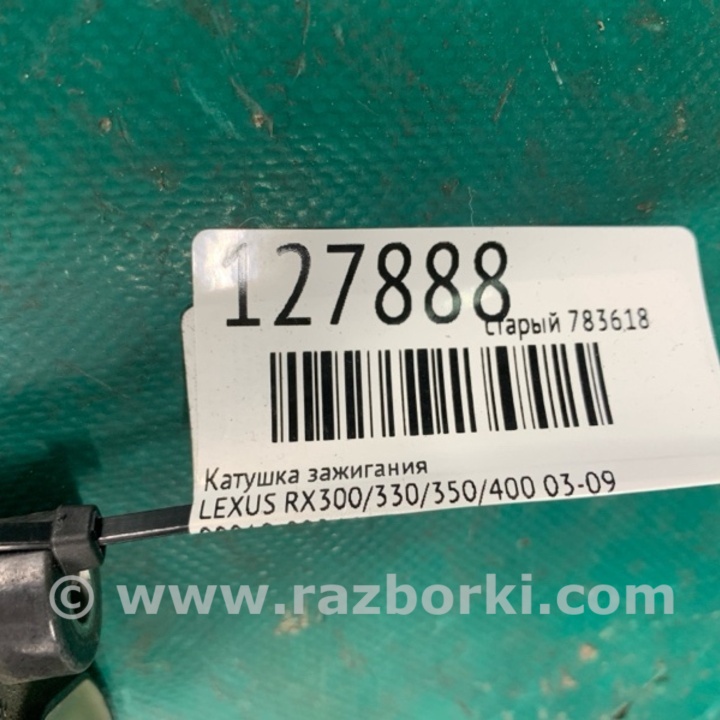 127888
старый 783618
Катушка зажигания
LEXUS RX300/330/350/400 03-09
© www.razborki.com